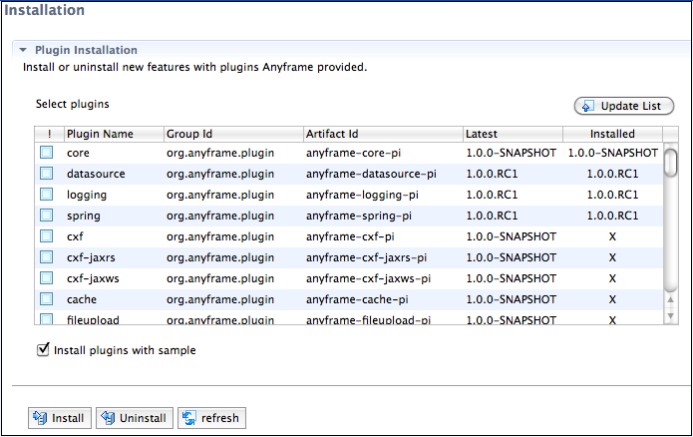 Installation
Plugin Installation
Install or uninstall new features with plugins Anyframe provided.
Select plugins
Update List
! Plugin Name Group Id Artifact Id Latest Installed
core org.anyframe.plugin anyframe-core-pi 1.0.0-SNAPSHOT 1.0.0-SNAPSHOT
datasource org.anyframe.plugin anyframe-datasource-pi 1.0.0.RC1 1.0.0.RC1
logging org.anyframe.plugin anyframe-logging-pi 1.0.0.RC1 1.0.0.RC1
spring org.anyframe.plugin anyframe-spring-pi 1.0.0.RC1 1.0.0.RC1
cxf org.anyframe.plugin anyframe-cxf-pi 1.0.0-SNAPSHOT X
cxf-jaxrs org.anyframe.plugin anyframe-cxf-jaxrs-pi 1.0.0-SNAPSHOT X
cxf-jaxws org.anyframe.plugin anyframe-cxf-jaxws-pi 1.0.0-SNAPSHOT X
cache org.anyframe.plugin anyframe-cache-pi 1.0.0-SNAPSHOT X
fileupload org.anyframe.plugin anyframe-fileupload-pi 1.0.0-SNAPSHOT X
Install plugins with sample
Install Uninstall refresh